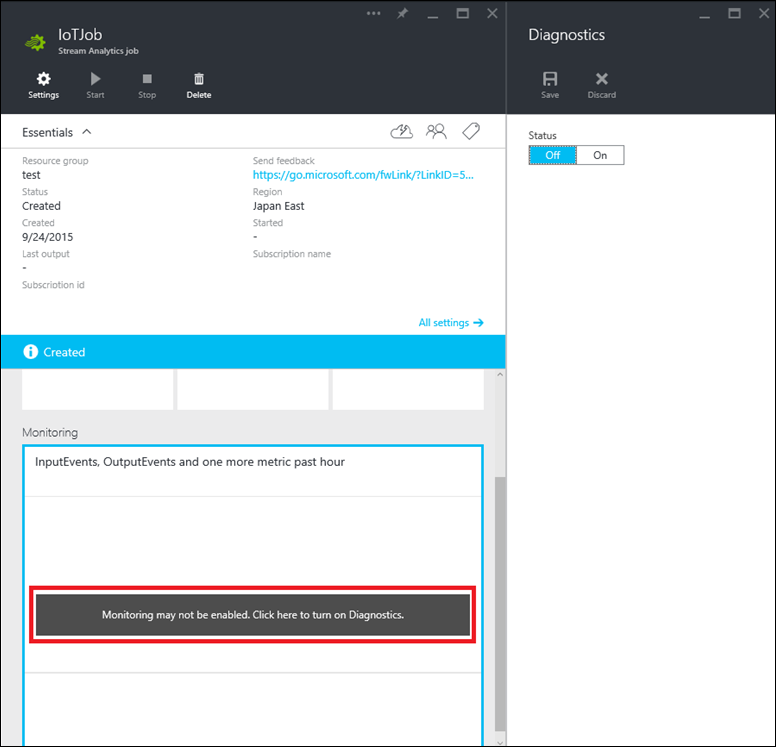 IoTJob
Stream Analytics job
Settings
Start
Stop
Delete
Essentials
Resource group
test
Status
Created
Created
9/24/2015
Last output
-
Subscription id
Send feedback
https://go.microsoft.com/fwLink/?LinkID=5...
Region
Japan East
Started
-
Subscription name
All settings
Created
Monitoring
InputEvents, OutputEvents and one more metric past hour
Monitoring may not be enabled. Click here to turn on Diagnostics.
Diagnostics
Save
Discard
Status
Off
On